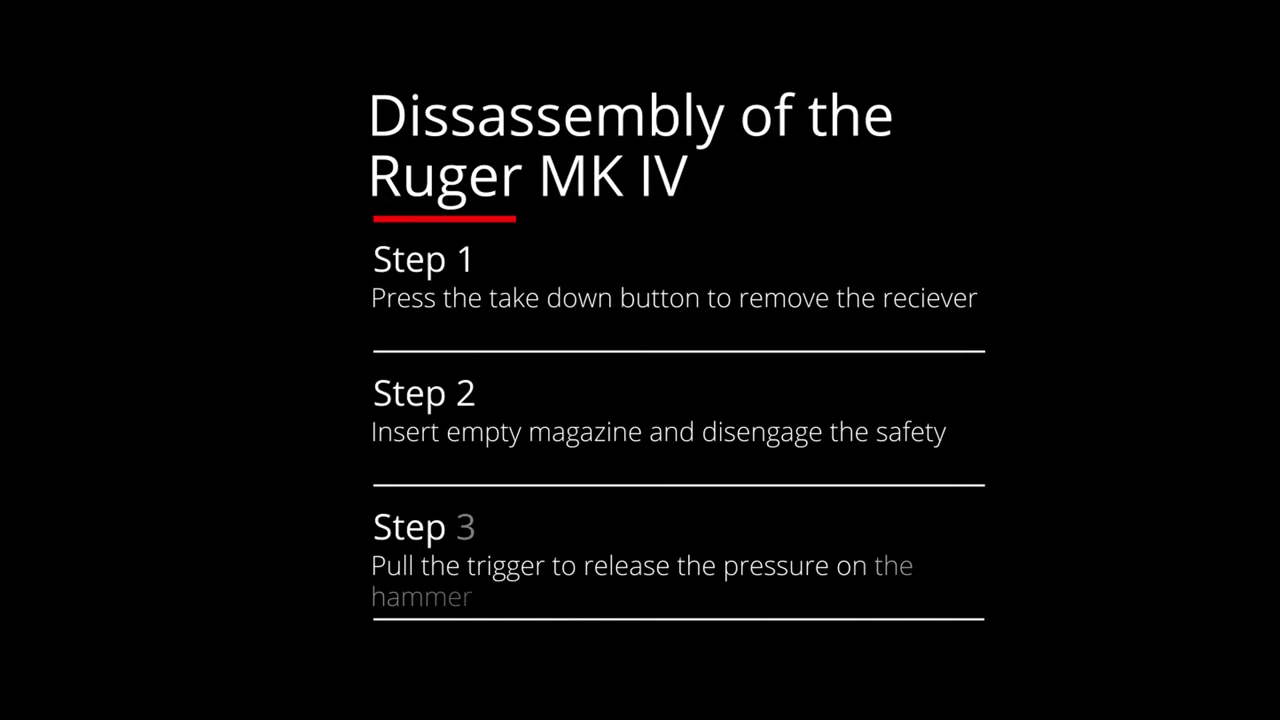 Dissassembly of the
Ruger MK IV
Step 1
Press the take down button to remove the reciever
Step 2
Insert empty magazine and disengage the safety
Step 3
Pull the trigger to release the pressure on the
hammer